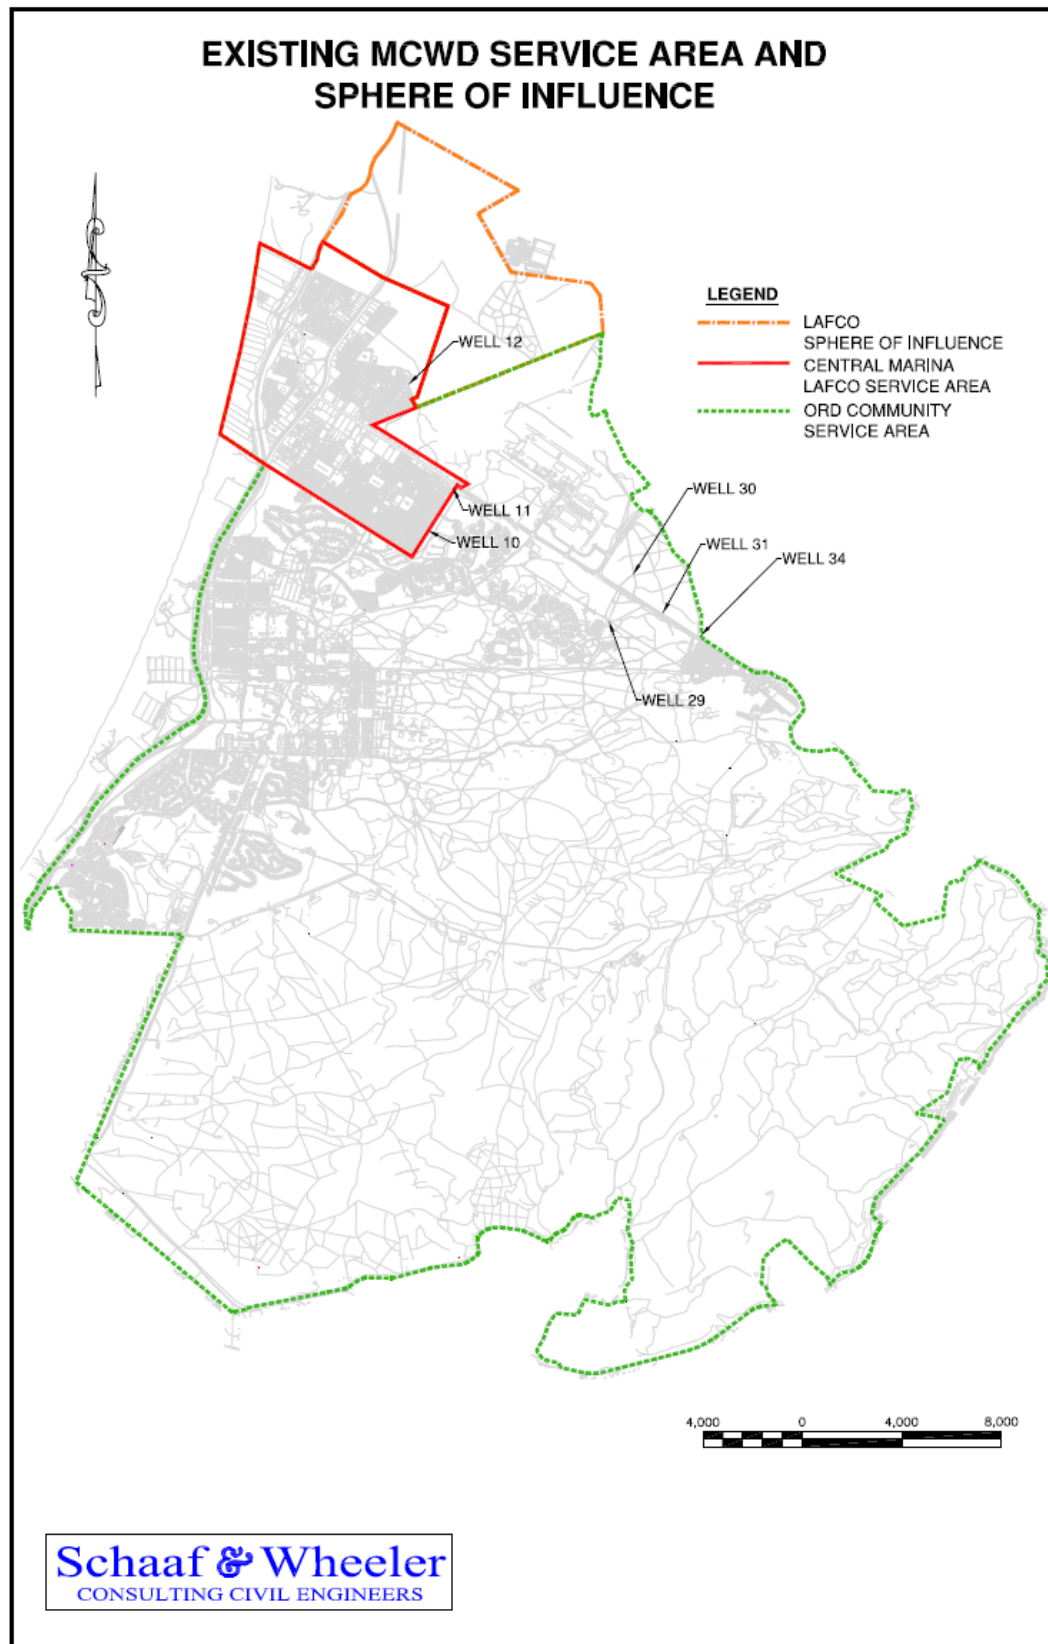 EXISTING MCWD SERVICE AREA AND
SPHERE OF INFLUENCE
LEGEND
LAFCO
SPHERE OF INFLUENCE
CENTRAL MARINA
LAFCO SERVICE AREA
ORD COMMUNITY
SERVICE AREA
WELL 12
WELL 11
WELL 10
WELL 30
WELL 31
WELL 34
WELL 29
4,000 0 4,000 8,000
Schaaf & Wheeler
CONSULTING CIVIL ENGINEERS